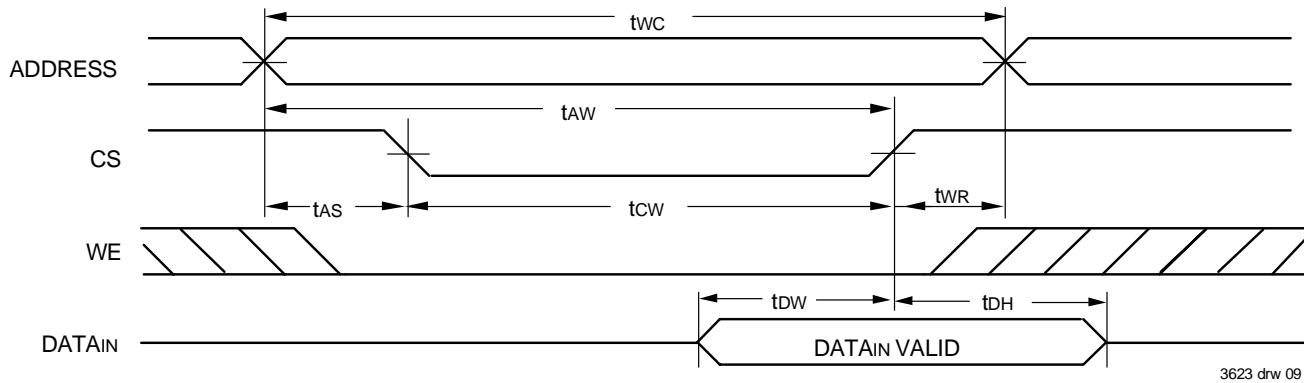 tWC
ADDRESS
tAW
CS
tAS
tCW
tWR
WE
tDW
tDH
DATAIN
DATAIN VALID
3623 drw 09